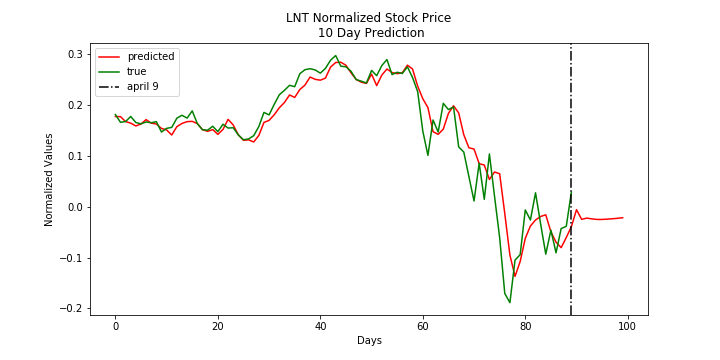 LNT Normalized Stock Price
10 Day Prediction
predicted
true
april 9
Normalized Values
0.3
0.2
0.1
0.0
−0.1
−0.2
0 20 40 60 80 100
Days